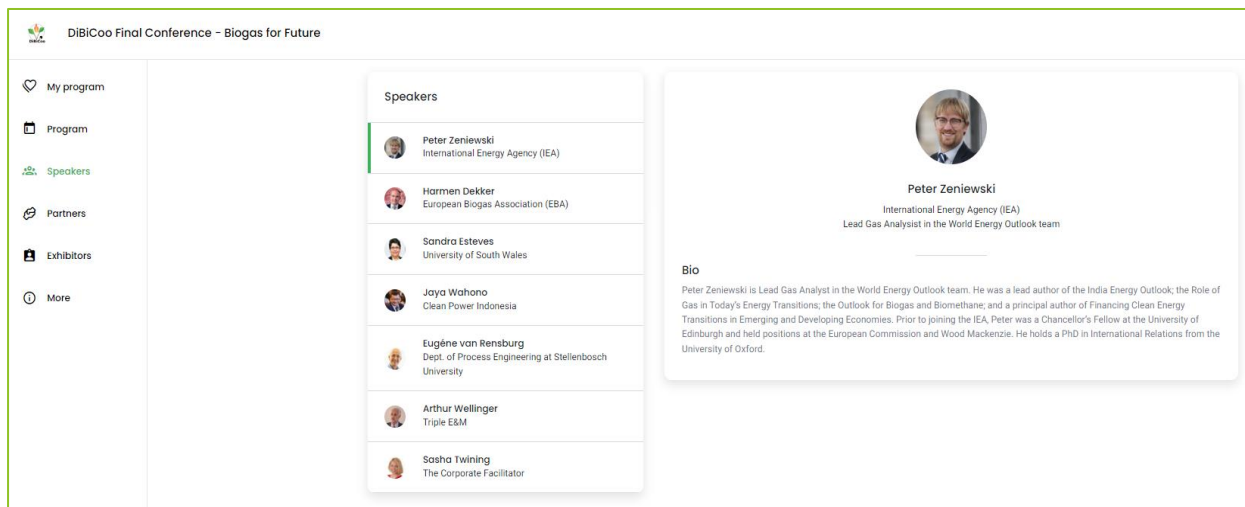 DiBiCoo
DiBiCoo Final Conference - Biogas for Future
My program
Program
Speakers
Partners
Exhibitors
More
Speakers
Peter Zeniewski
International Energy Agency (IEA)
Harmen Dekker
European Biogas Association (EBA)
Sandra Esteves
University of South Wales
Jaya Wahono
Clean Power Indonesia
Eugéne van Rensburg
Dept. of Process Engineering at Stellenbosch
University
Arthur Wellinger
Triple E&M
Sasha Twining
The Corporate Facilitator
Peter Zeniewski
International Energy Agency (IEA)
Lead Gas Analysist in the World Energy Outlook team
Bio
Peter Zeniewski is Lead Gas Analyst in the World Energy Outlook team. He was a lead author of the India Energy Outlook; the Role of
Gas in Today's Energy Transitions; the Outlook for Biogas and Biomethane; and a principal author of Financing Clean Energy
Transitions in Emerging and Developing Economies. Prior to joining the IEA, Peter was a Chancellor's Fellow at the University of
Edinburgh and held positions at the European Commission and Wood Mackenzie. He holds a PhD in International Relations from the
University of Oxford.